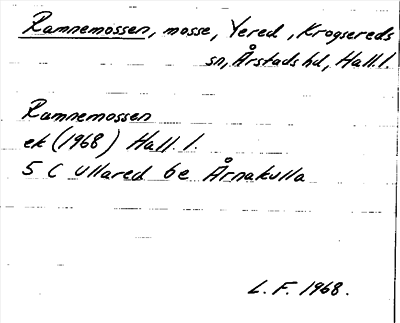 Ramnemossen, mosse, Yered, Krogsereds
sn, Årstads hd, Hall. l.
Ramnemossen
ek (1968) Hall. l.
5 C Ullared 6e Årnakulla
L. F. 1968.